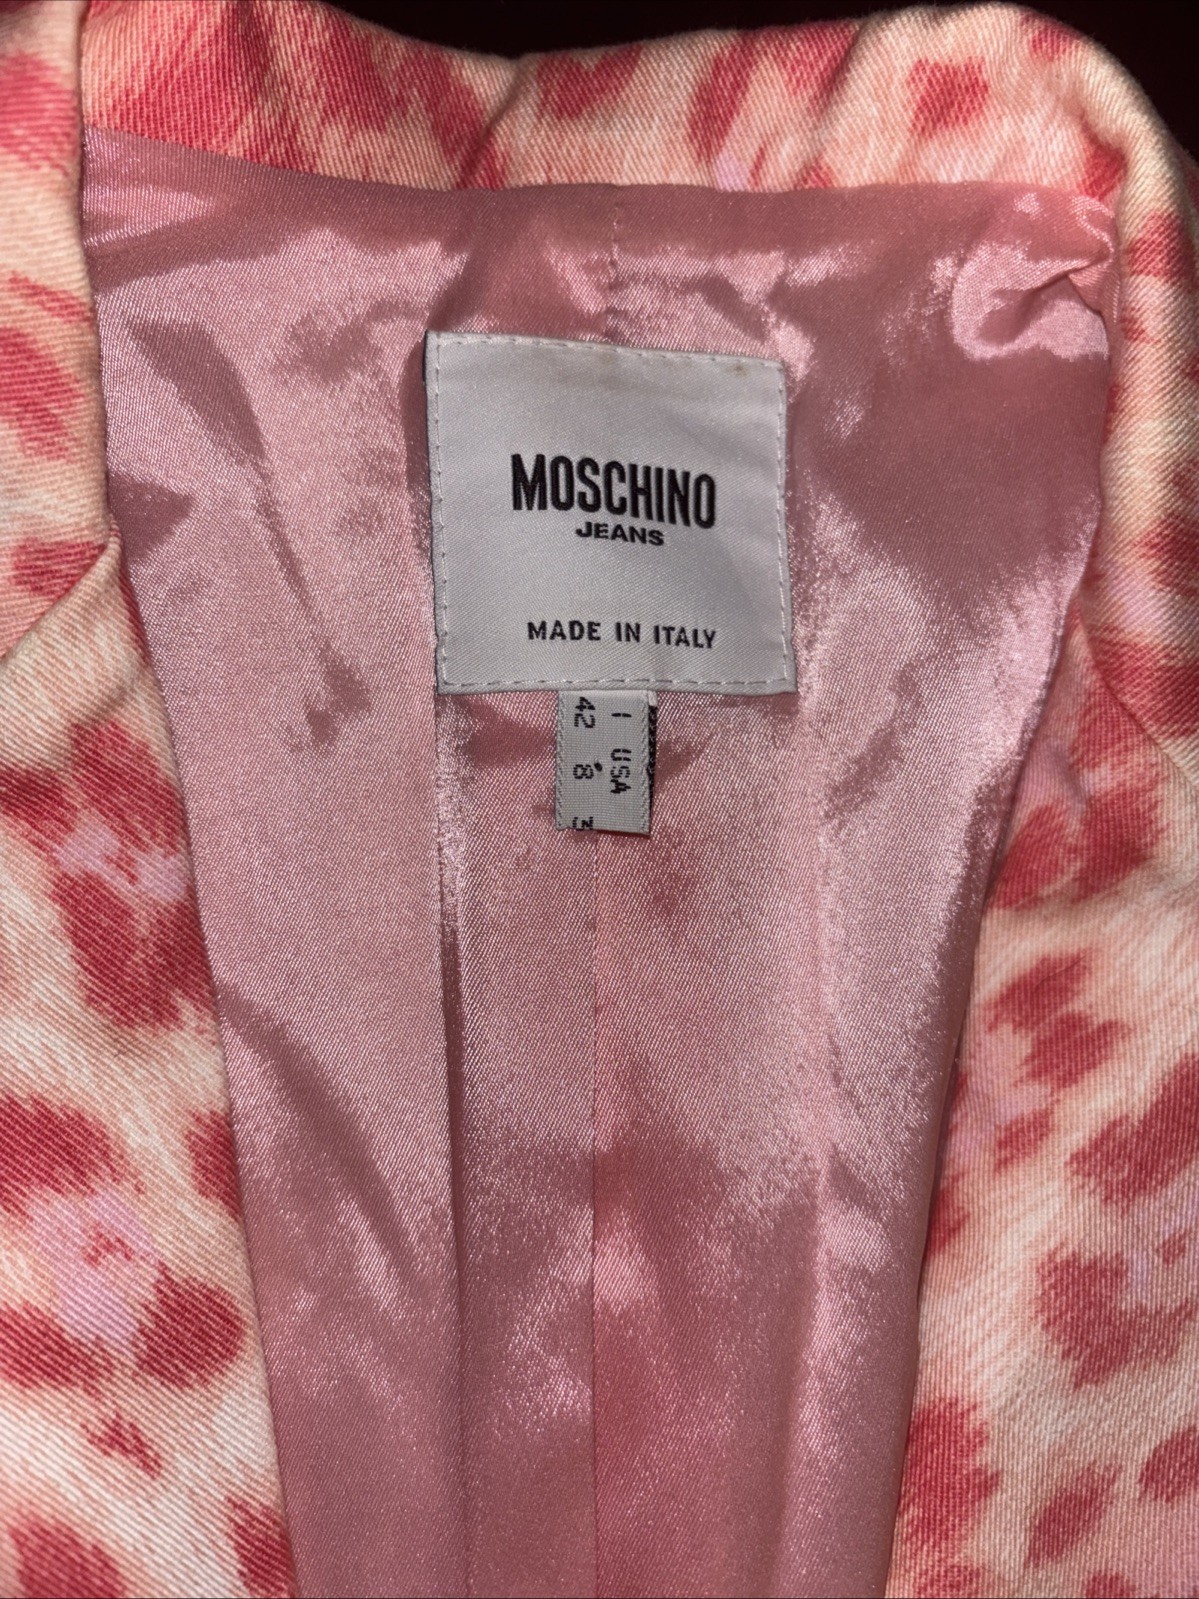 MOSCHINO
JEANS
MADE IN ITALY
I USA
42 8